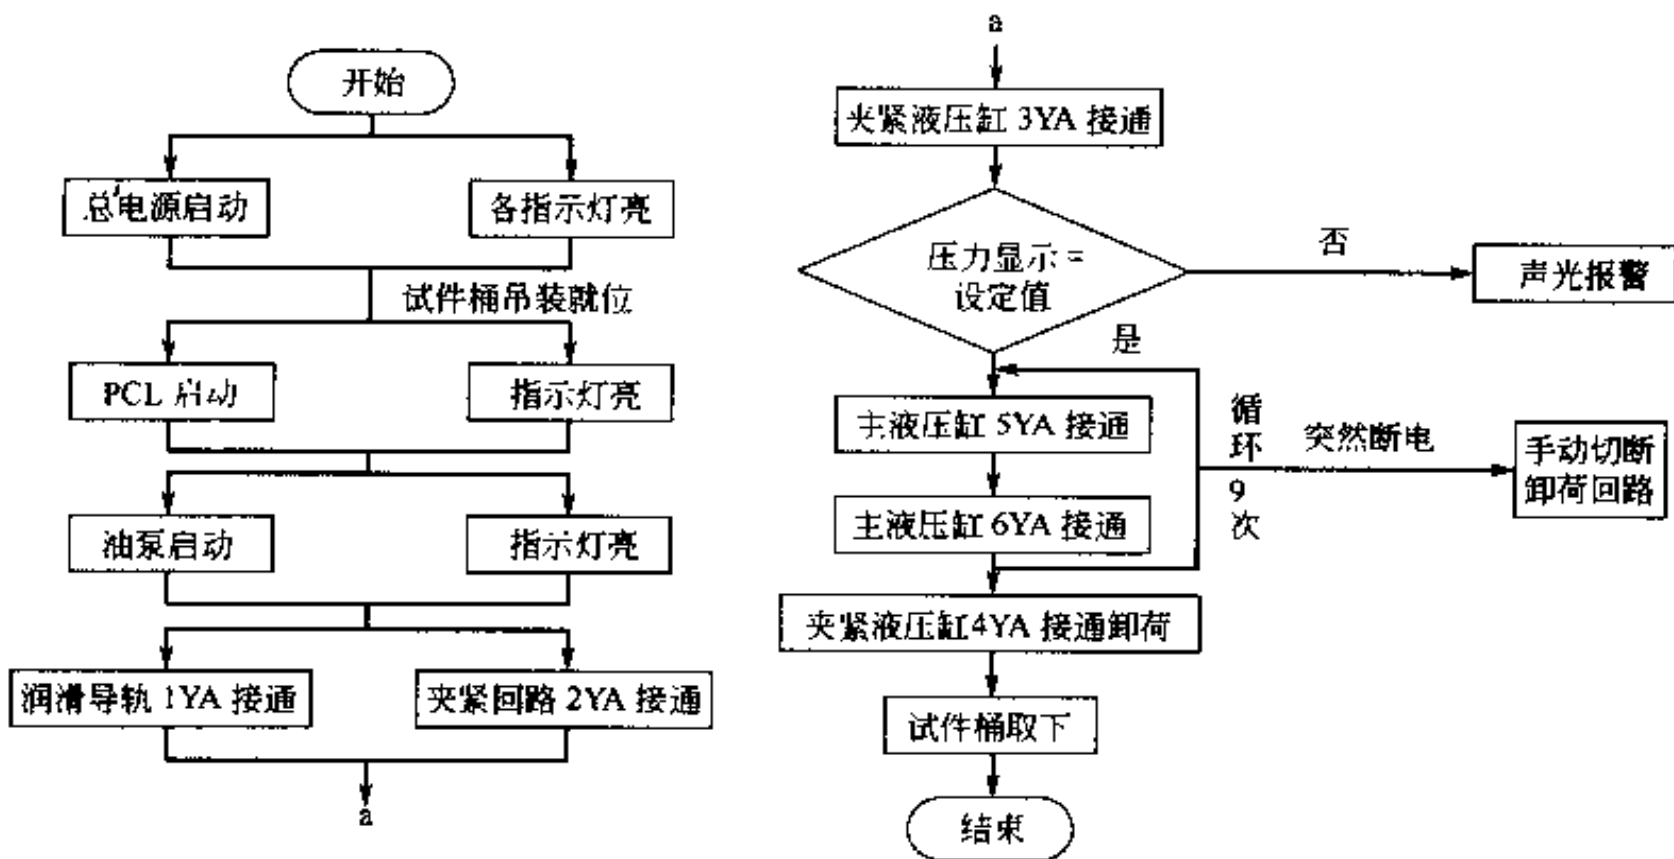 开始
总电源启动
各指示灯亮
试件桶吊装就位
PCL 启动
指示灯亮
油泵启动
指示灯亮
润滑导轨 1YA 接通
夹紧回路 2YA 接通
a
a
夹紧液压缸 3YA 接通
压力显示 =
设定值
否
声光报警
是
主液压缸 5YA 接通
主液压缸 6YA 接通
循
环
9
次
突然断电
手动切断
卸荷回路
夹紧液压缸4YA 接通卸荷
试件桶取下
结束